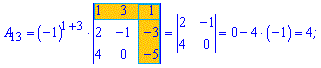 A₁₃ = (−1)¹⁺³ · |1 3 1; 2 −1 −3; 4 0 −5| = |2 −1; 4 0| = 0 − 4 · (−1) = 4;